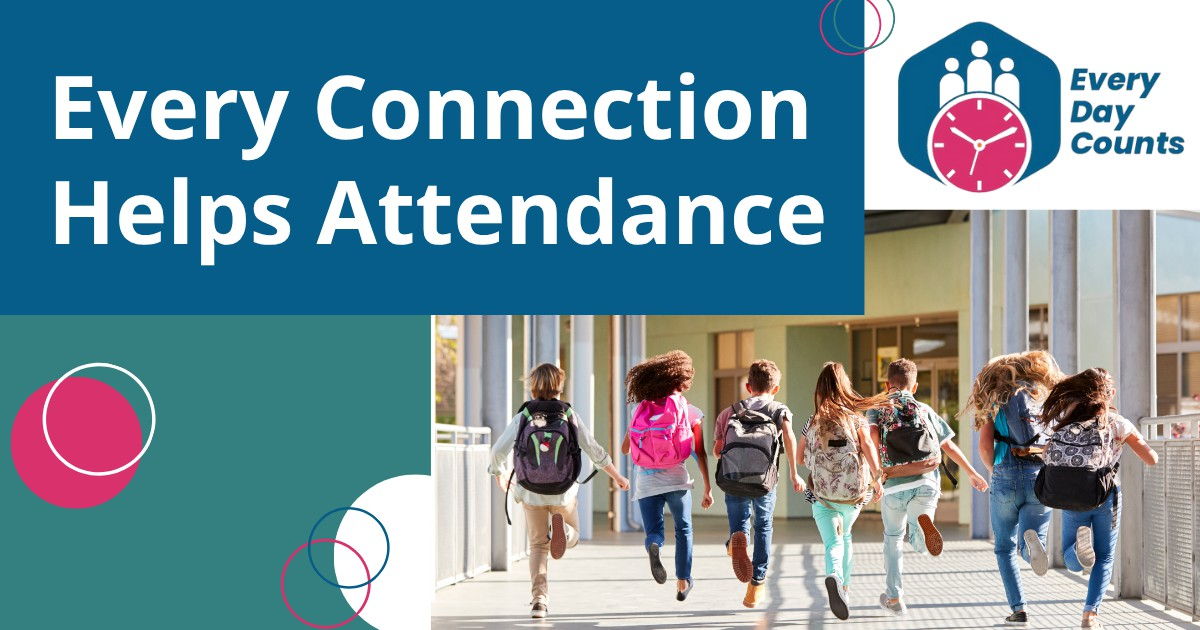 Every Connection
Helps Attendance
Every
Day
Counts